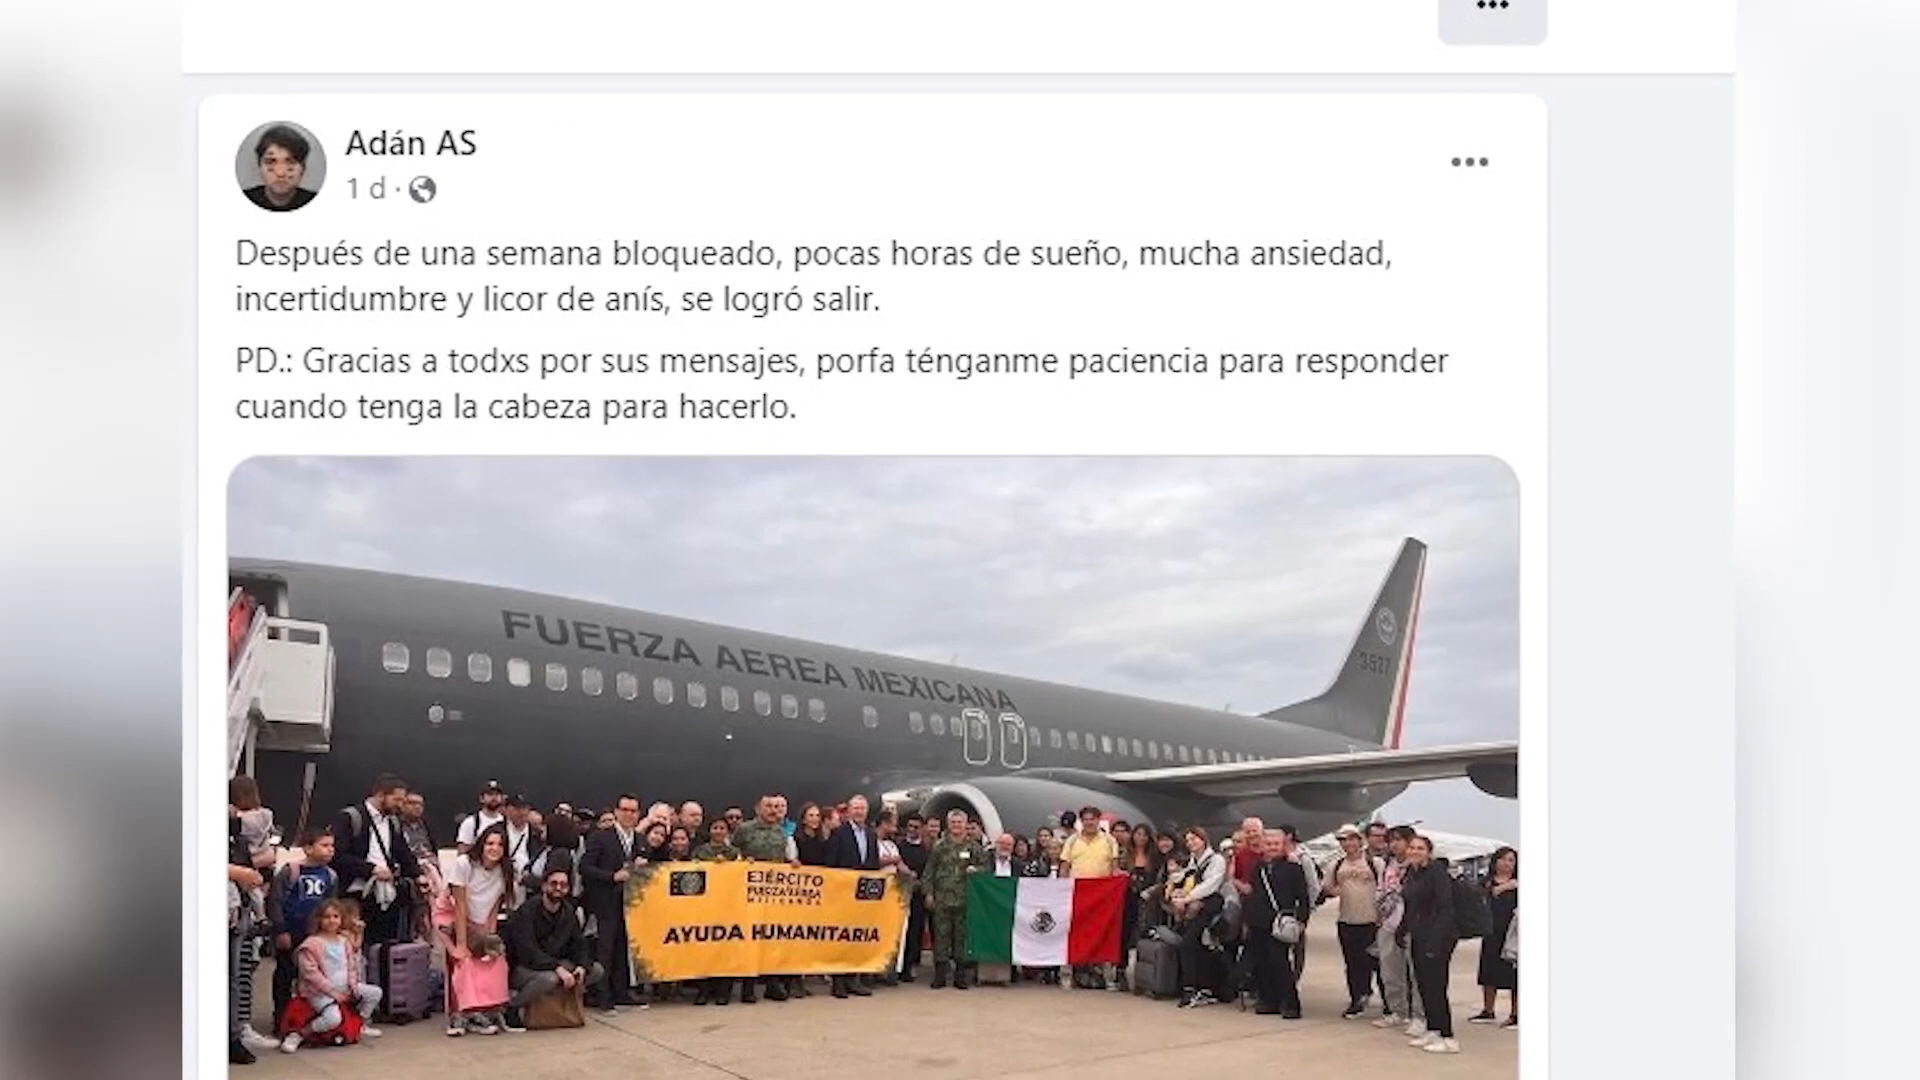 Adán AS
1 d ·
Después de una semana bloqueado, pocas horas de sueño, mucha ansiedad,
incertidumbre y licor de anís, se logró salir.
PD.: Gracias a todxs por sus mensajes, porfa ténganme paciencia para responder
cuando tenga la cabeza para hacerlo.
FUERZA AEREA MEXICANA
3527
EJÉRCITO
FUERZA AEREA
MEXICANOS
AYUDA HUMANITARIA